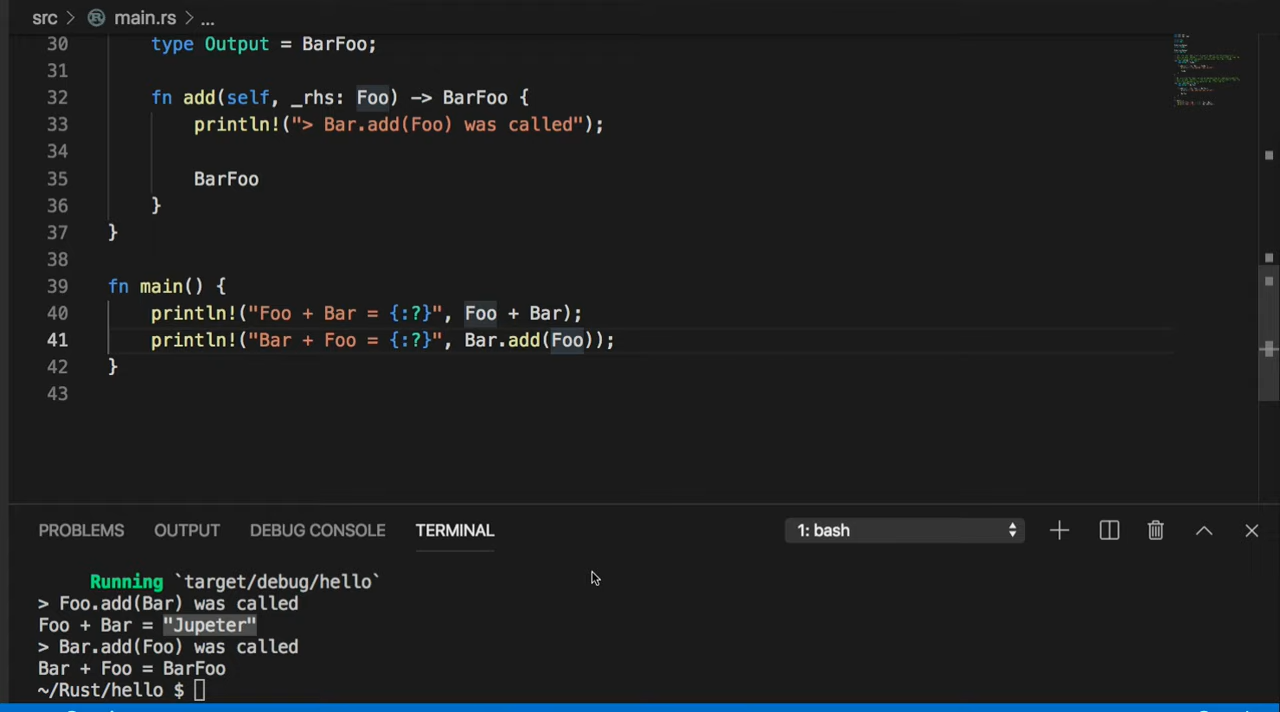 src > main.rs > ...
30 type Output = BarFoo;
31
32 fn add(self, _rhs: Foo) -> BarFoo {
33 println!("> Bar.add(Foo) was called");
34
35 BarFoo
36 }
37 }
38
39 fn main() {
40 println!("Foo + Bar = {:?}", Foo + Bar);
41 println!("Bar + Foo = {:?}", Bar.add(Foo));
42 }
43
PROBLEMS OUTPUT DEBUG CONSOLE TERMINAL 1: bash
Running `target/debug/hello`
> Foo.add(Bar) was called
Foo + Bar = "Jupeter"
> Bar.add(Foo) was called
Bar + Foo = BarFoo
~/Rust/hello $